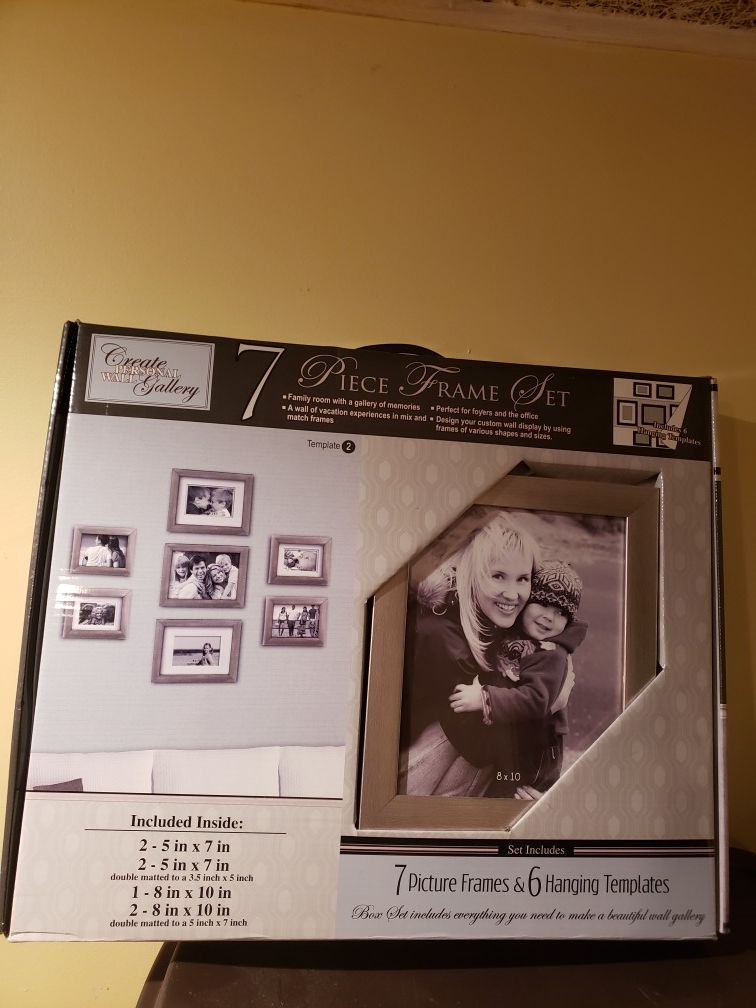 Create
PERSONAL
WALL Gallery
7 PIECE FRAME SET
▪ Family room with a gallery of memories
▪ A wall of vacation experiences in mix and
match frames
▪ Perfect for foyers and the office
▪ Design your custom wall display by using
frames of various shapes and sizes.
Includes 6
Hanging Templates
Template 2
8 x 10
Included Inside:
2 - 5 in x 7 in
2 - 5 in x 7 in
double matted to a 3.5 inch x 5 inch
1 - 8 in x 10 in
2 - 8 in x 10 in
double matted to a 5 inch x 7 inch
Set Includes
7 Picture Frames & 6 Hanging Templates
Box Set includes everything you need to make a beautiful wall gallery